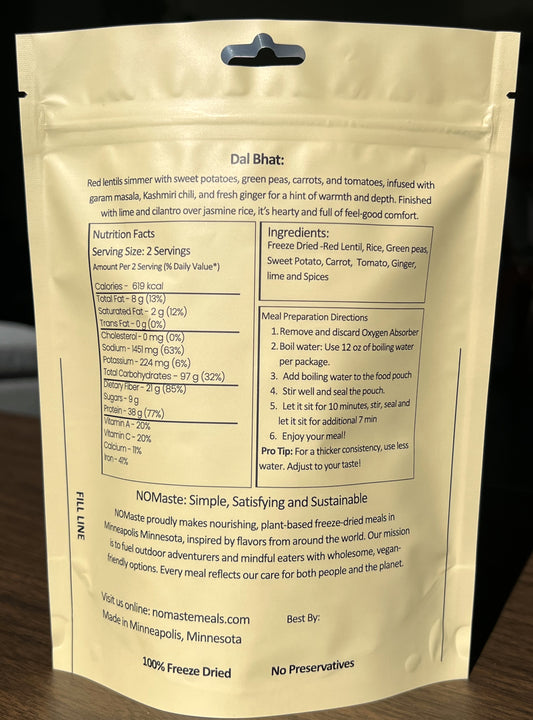 Dal Bhat:
Red lentils simmer with sweet potatoes, green peas, carrots, and tomatoes, infused with
garam masala, Kashmiri chili, and fresh ginger for a hint of warmth and depth. Finished
with lime and cilantro over jasmine rice, it's hearty and full of feel-good comfort.
Nutrition Facts
Serving Size: 2 Servings
Amount Per 2 Serving (% Daily Value*)
Calories - 619 kcal
Total Fat - 8 g (13%)
Saturated Fat - 2 g (12%)
Trans Fat - 0 g (0%)
Cholesterol - 0 mg (0%)
Sodium - 1451 mg (63%)
Potassium - 224 mg (6%)
Total Carbohydrates - 97 g (32%)
Dietary Fiber - 21 g (85%)
Sugars - 9 g
Protein - 38 g (77%)
Vitamin A - 20%
Vitamin C - 20%
Calcium - 11%
Iron - 41%
Ingredients:
Freeze Dried -Red Lentil, Rice, Green peas,
Sweet Potato, Carrot, Tomato, Ginger,
lime and Spices
Meal Preparation Directions
1. Remove and discard Oxygen Absorber
2. Boil water: Use 12 oz of boiling water
per package.
3. Add boiling water to the food pouch
4. Stir well and seal the pouch.
5. Let it sit for 10 minutes, stir, seal and
let it sit for additional 7 min
6. Enjoy your meal!
Pro Tip: For a thicker consistency, use less
water. Adjust to your taste!
FILL LINE
NOMaste: Simple, Satisfying and Sustainable
NOMaste proudly makes nourishing, plant-based freeze-dried meals in
Minneapolis Minnesota, inspired by flavors from around the world. Our mission
is to fuel outdoor adventurers and mindful eaters with wholesome, vegan-
friendly options. Every meal reflects our care for both people and the planet.
Visit us online: nomastemeals.com
Made in Minneapolis, Minnesota
Best By:
100% Freeze Dried
No Preservatives